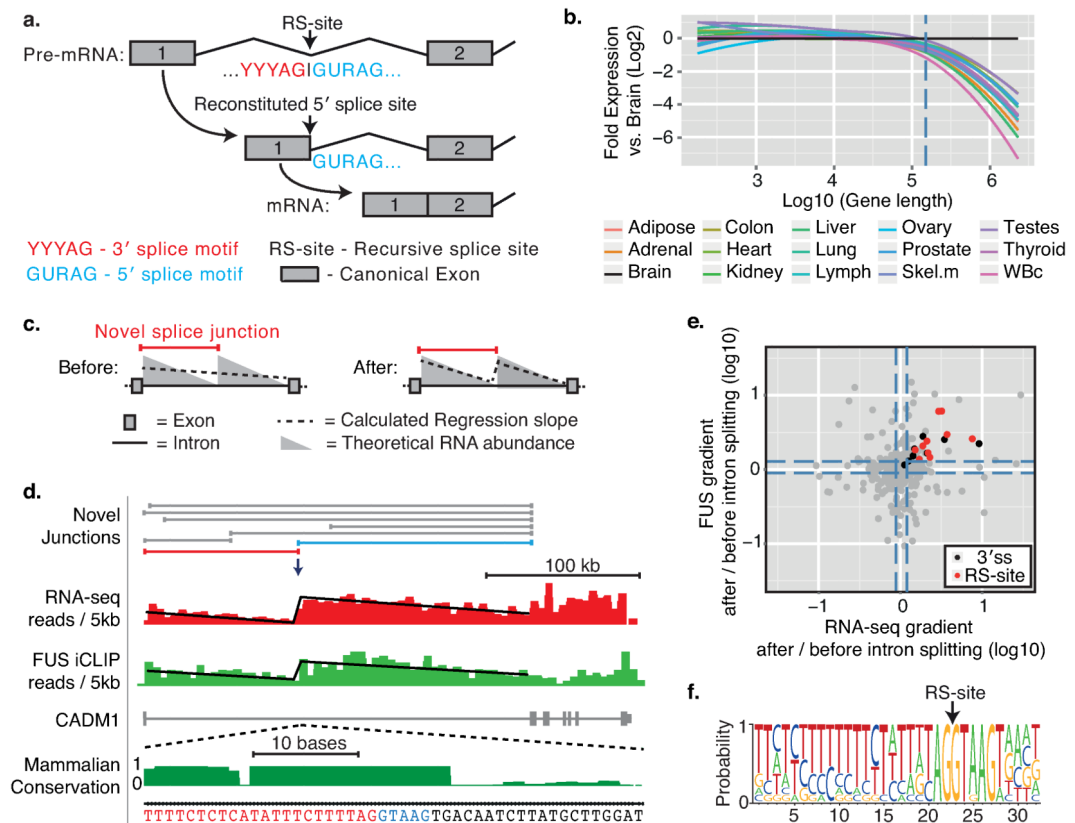 a.
RS-site
Pre-mRNA:
1
2
...YYYAG|GURAG...
Reconstituted 5′ splice site
1
2
GURAG...
mRNA:
1
2
YYYAG - 3′ splice motif
GURAG - 5′ splice motif
RS-site - Recursive splice site
- Canonical Exon
b.
Fold Expression
vs. Brain (Log2)
0
−2
−4
−6
3
4
5
6
Log10 (Gene length)
Adipose
Colon
Liver
Ovary
Testes
Adrenal
Heart
Lung
Prostate
Thyroid
Brain
Kidney
Lymph
Skel.m
WBc
c.
Novel splice junction
Before:
After:
= Exon
= Intron
= Calculated Regression slope
= Theoretical RNA abundance
d.
Novel
Junctions
100 kb
RNA-seq
reads / 5kb
FUS iCLIP
reads / 5kb
CADM1
10 bases
Mammalian
Conservation
1
0
TTTTCTCTCATATTTCTTTTAGGTAAGTGACAATCTTATGCTTGGAT
e.
FUS gradient
after / before intron splitting (log10)
1
0
−1
−1
0
1
3′ss
RS-site
RNA-seq gradient
after / before intron splitting (log10)
f.
RS-site
Probability
1
0
5
10
15
20
25
30